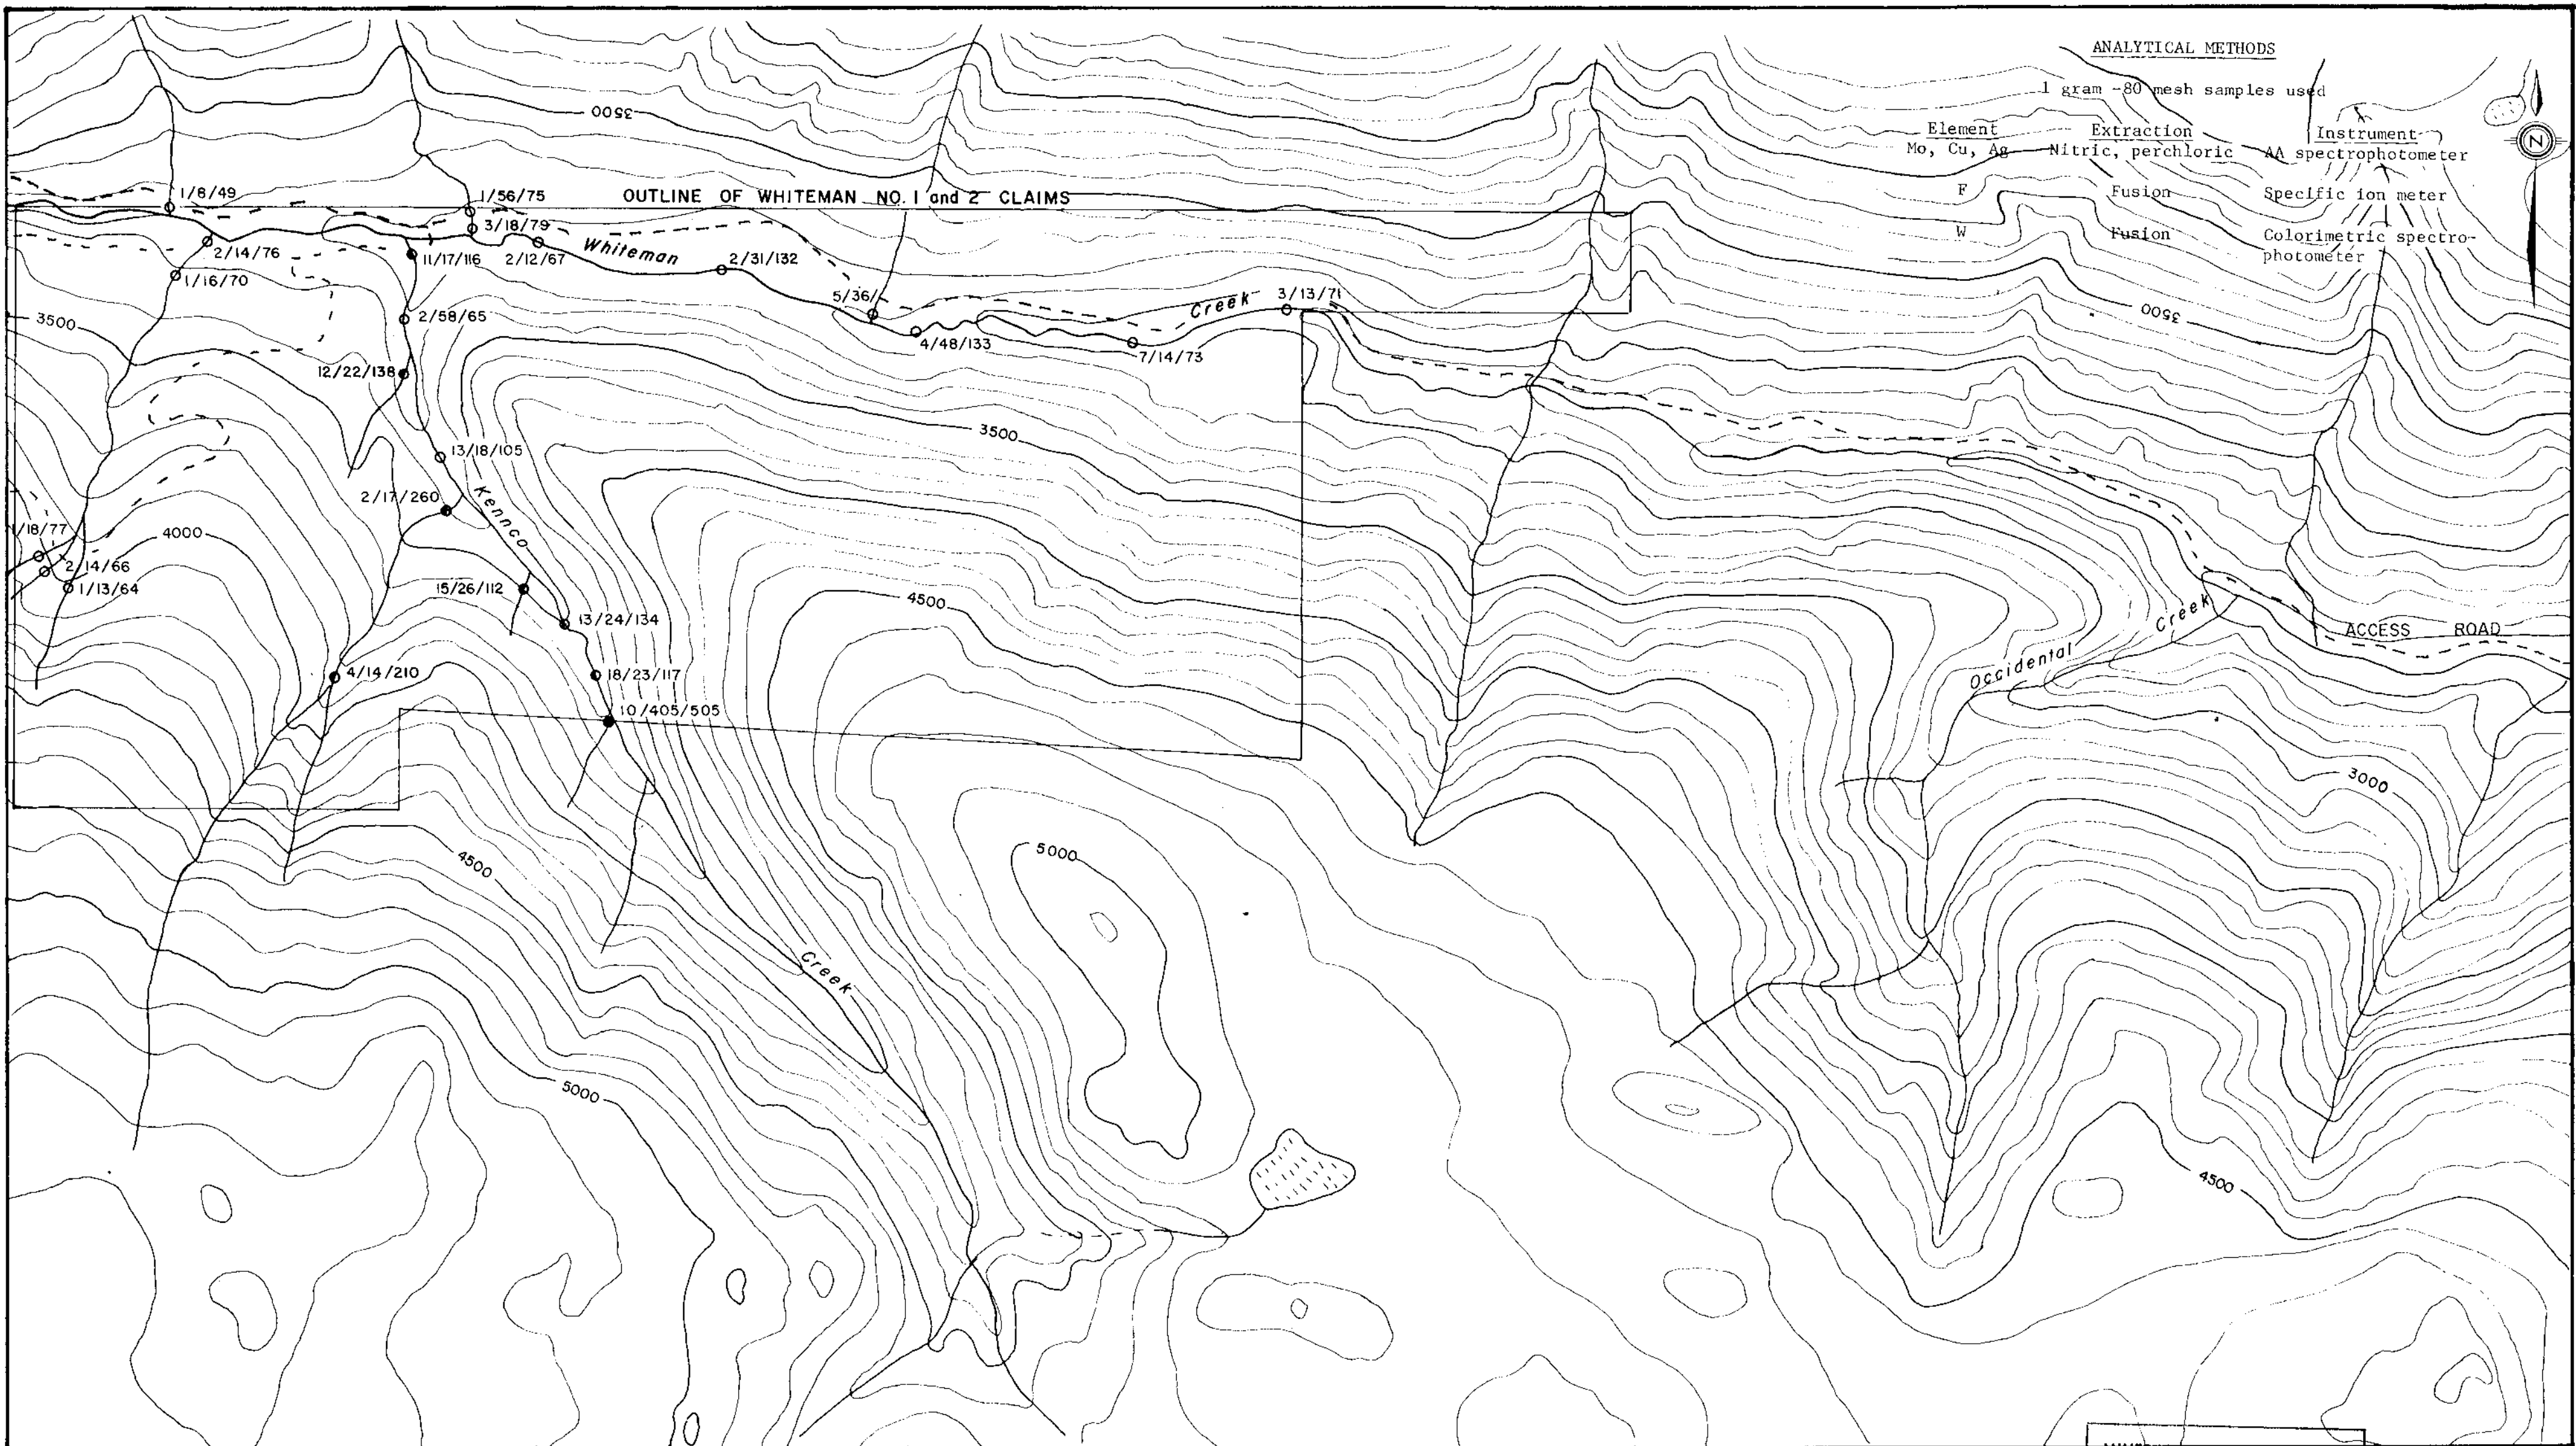 ANALYTICAL METHODS
1 gram -80 mesh samples used
Element Extraction Instrument
Mo, Cu, Ag Nitric, perchloric AA spectrophotometer
F Fusion Specific ion meter
W Fusion Colorimetric spectro-
photometer
N
3500
1/8/49
1/56/75
OUTLINE OF WHITEMAN NO. 1 and 2 CLAIMS
3/18/79
2/14/76
11/17/116
2/12/67
Whiteman
2/31/132
1/16/70
5/36/
Creek
3/13/71
3500
3500
2/58/65
4/48/133
7/14/73
12/22/138
3500
13/18/105
2/17/260
Kennco
/18/77
4000
2/14/66
1/13/64
15/26/112
4500
13/24/134
Creek
ACCESS ROAD
Occidental
4/14/210
18/23/117
10/405/505
3000
5000
4500
Creek
5000
4500